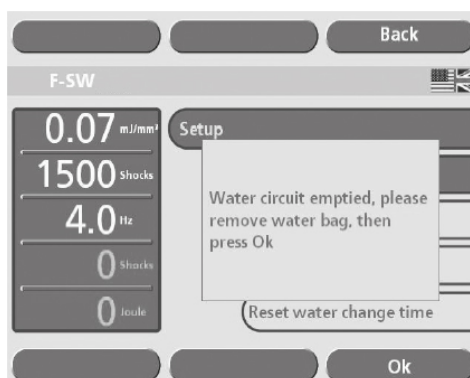 Back
F-SW
0.07 mJ/mm²
1500 Shocks
4.0 Hz
0 Shocks
0 Joule
Setup
Water circuit emptied, please
remove water bag, then
press Ok
Reset water change time
Ok